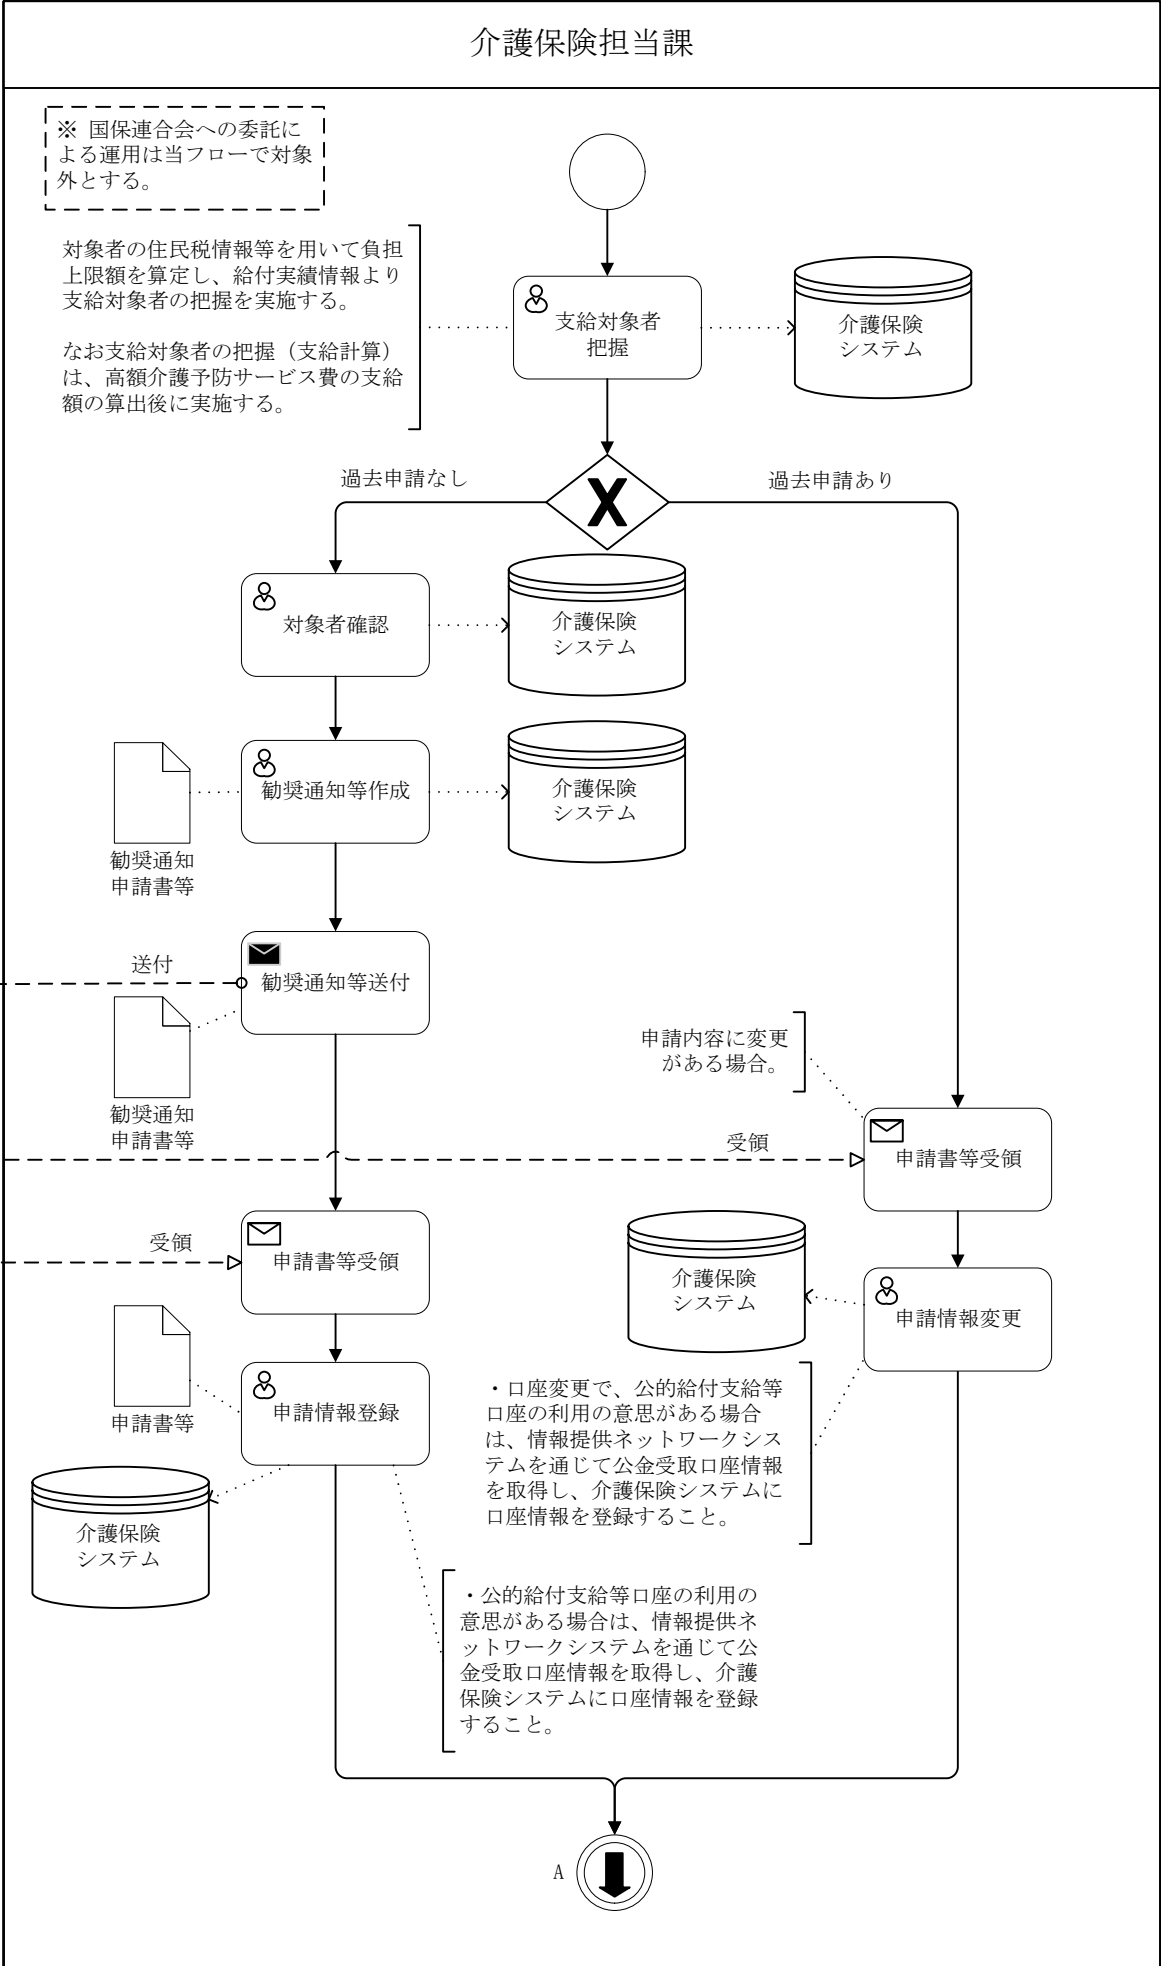 介護保険担当課
※ 国保連合会への委託に
よる運用は当フローで対象
外とする。
対象者の住民税情報等を用いて負担
上限額を算定し、給付実績情報より
支給対象者の把握を実施する。
なお支給対象者の把握（支給計算）
は、高額介護予防サービス費の支給
額の算出後に実施する。
支給対象者
把握
介護保険
システム
過去申請なし
過去申請あり
X
対象者確認
介護保険
システム
勧奨通知等作成
介護保険
システム
勧奨通知
申請書等
送付
勧奨通知等送付
勧奨通知
申請書等
申請内容に変更
がある場合。
受領
申請書等受領
受領
申請書等受領
介護保険
システム
申請情報変更
申請書等
申請情報登録
・口座変更で、公的給付支給等
口座の利用の意思がある場合
は、情報提供ネットワークシス
テムを通じて公金受取口座情報
を取得し、介護保険システムに
口座情報を登録すること。
介護保険
システム
・公的給付支給等口座の利用の
意思がある場合は、情報提供ネ
ットワークシステムを通じて公
金受取口座情報を取得し、介護
保険システムに口座情報を登録
すること。
A